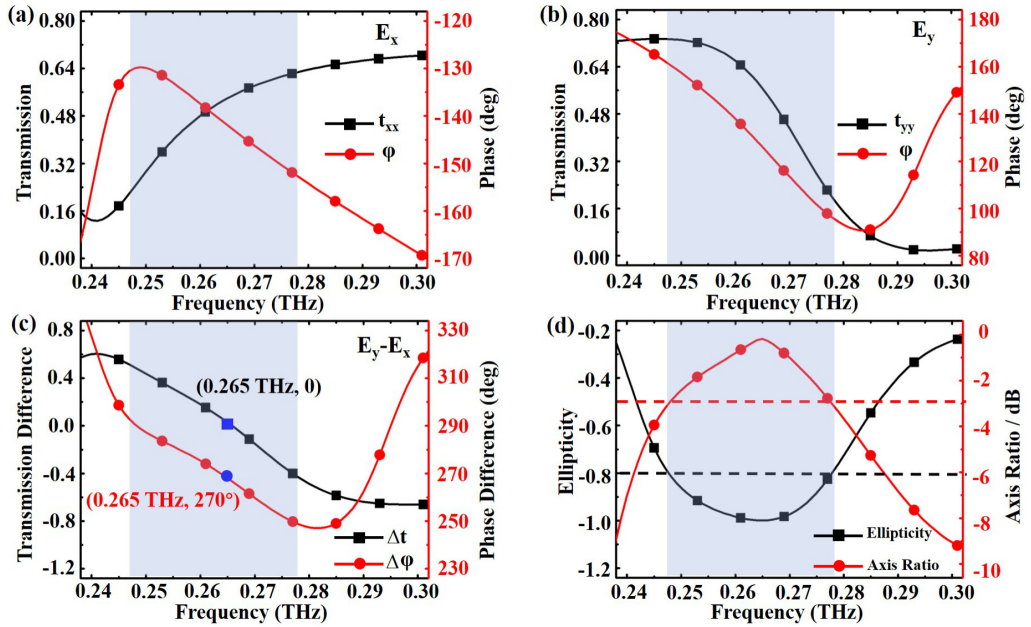 (a)
E_x
t_xx
φ
0.80
0.64
0.48
0.32
0.16
0.00
Transmission
-120
-130
-140
-150
-160
-170
Phase (deg)
0.24 0.25 0.26 0.27 0.28 0.29 0.30
Frequency (THz)
(b)
E_y
t_yy
φ
0.80
0.64
0.48
0.32
0.16
0.00
Transmission
180
160
140
120
100
80
Phase (deg)
0.24 0.25 0.26 0.27 0.28 0.29 0.30
Frequency (THz)
(c)
E_y-E_x
(0.265 THz, 0)
(0.265 THz, 270°)
Δt
Δφ
0.8
0.4
0.0
-0.4
-0.8
-1.2
Transmission Difference
330
310
290
270
250
230
Phase Difference (deg)
0.24 0.25 0.26 0.27 0.28 0.29 0.30
Frequency (THz)
(d)
Ellipticity
Axis Ratio
-0.2
-0.4
-0.6
-0.8
-1.0
-1.2
Ellipticity
0
-2
-4
-6
-8
-10
Axis Ratio / dB
0.24 0.25 0.26 0.27 0.28 0.29 0.30
Frequency (THz)